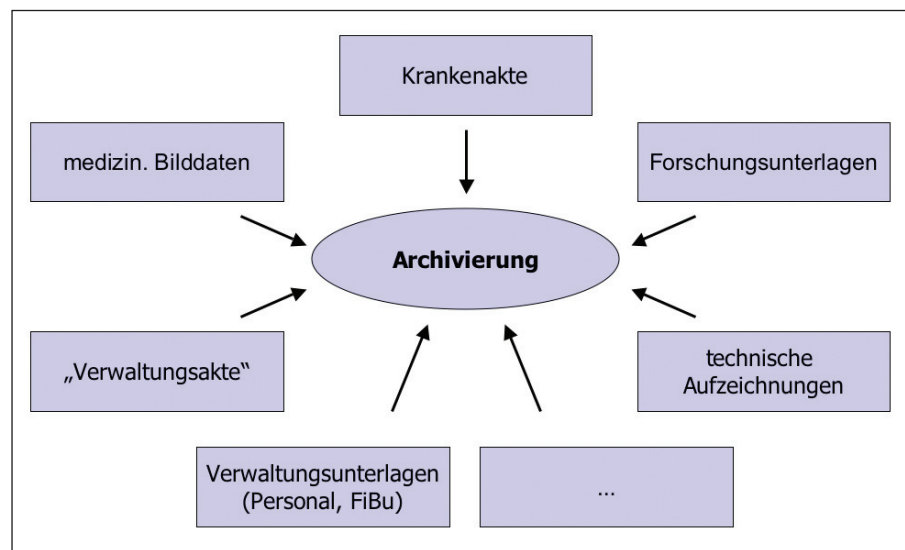 Krankenakte
medizin. Bilddaten
Forschungsunterlagen
Archivierung
„Verwaltungsakte“
technische
Aufzeichnungen
Verwaltungsunterlagen
(Personal, FiBu)
...